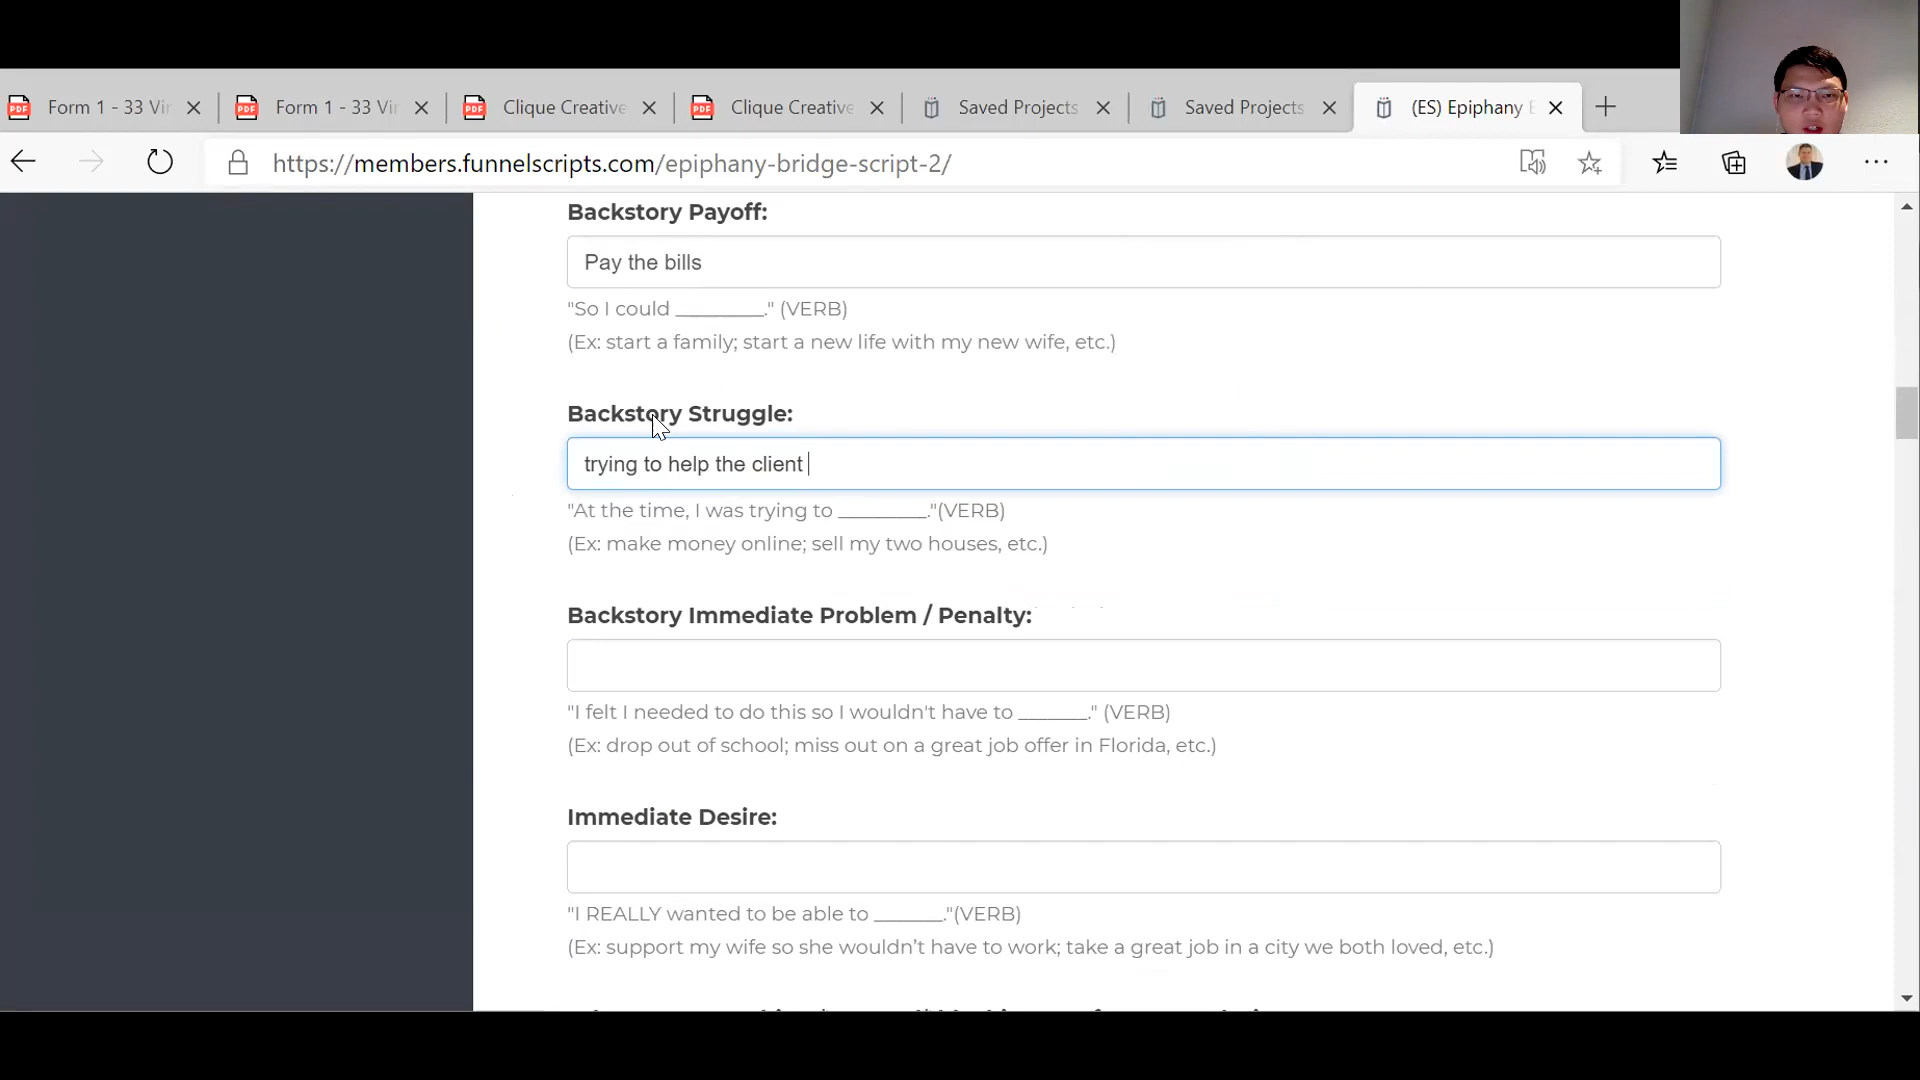 Form 1 - 33 Vir
Form 1 - 33 Vir
Clique Creative
Clique Creative
Saved Projects
Saved Projects
(ES) Epiphany
https://members.funnelscripts.com/epiphany-bridge-script-2/
Backstory Payoff:
Pay the bills
"So I could _________." (VERB)
(Ex: start a family; start a new life with my new wife, etc.)
Backstory Struggle:
trying to help the client
"At the time, I was trying to _________."(VERB)
(Ex: make money online; sell my two houses, etc.)
Backstory Immediate Problem / Penalty:
"I felt I needed to do this so I wouldn't have to _______." (VERB)
(Ex: drop out of school; miss out on a great job offer in Florida, etc.)
Immediate Desire:
"I REALLY wanted to be able to _______."(VERB)
(Ex: support my wife so she wouldn’t have to work; take a great job in a city we both loved, etc.)